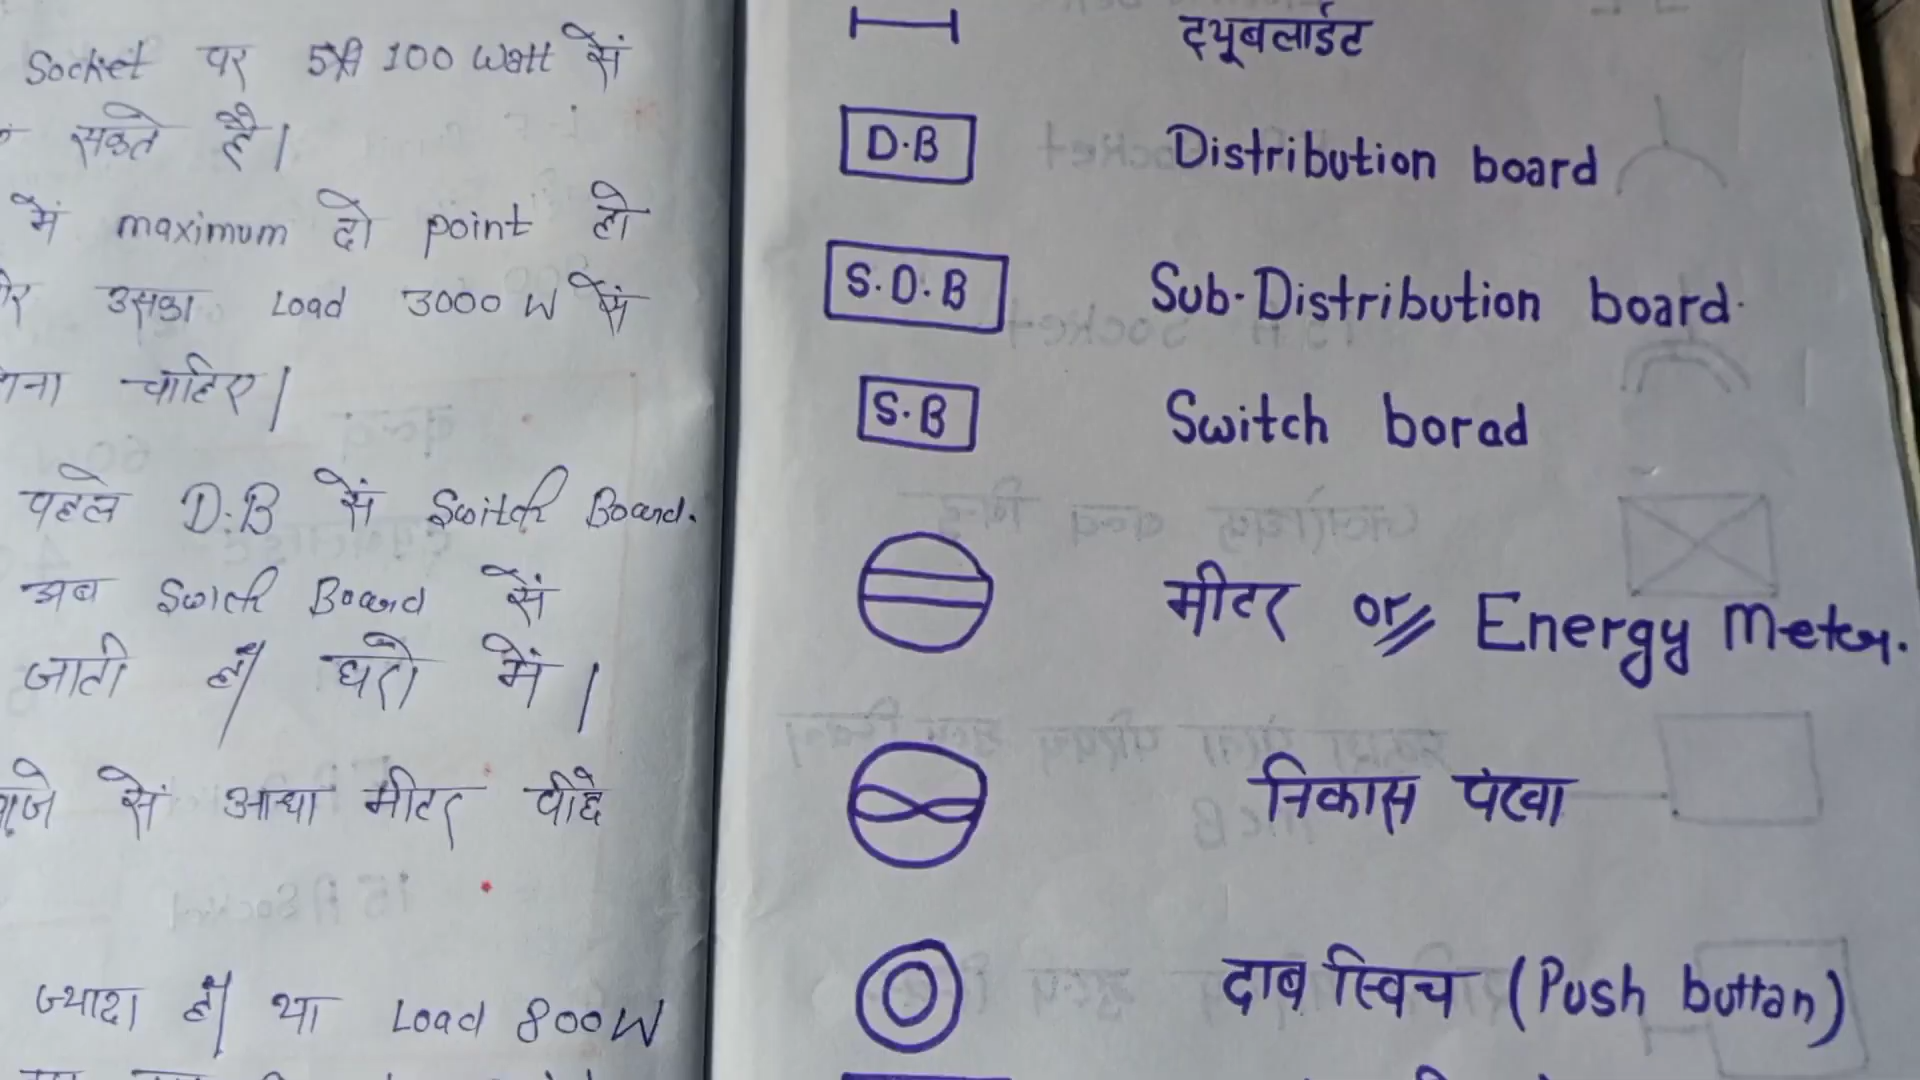 Socket पर 5A 100 Watt सें
सकते है।
में maximum दो point हो
उसका Load 3000 W सें
चाहिए।
पहले D.B सें Switch Board.
अब Switch Board सें
जाती हो घरो में।
सें आधा मीटर पीछे
ज्यादा हो या Load 800W
ट्यूबलाईट
D.B Distribution board
S.D.B Sub-Distribution board.
S.B Switch borad
मीटर or Energy Meter.
निकास पंखा
दाब स्विच (Push buttan)